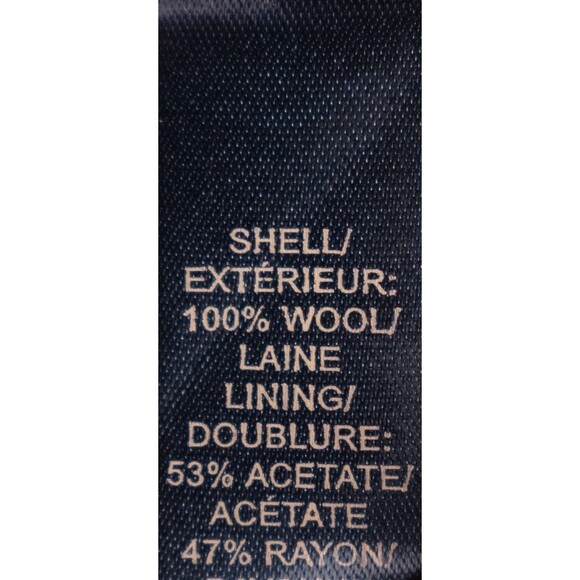 SHELL/
EXTÉRIEUR:
100% WOOL/
LAINE
LINING/
DOUBLURE:
53% ACETATE/
ACÉTATE
47% RAYON/